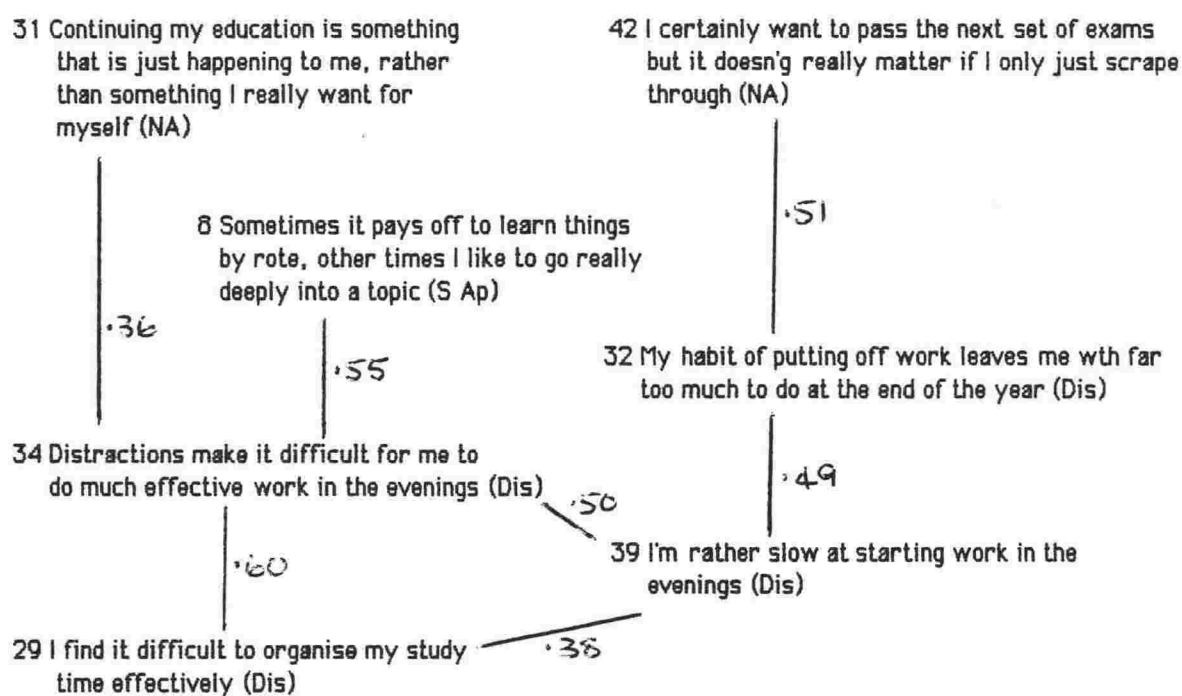 31 Continuing my education is something
that is just happening to me, rather
than something I really want for
myself (NA)
42 I certainly want to pass the next set of exams
but it doesn'g really matter if I only just scrape
through (NA)
8 Sometimes it pays off to learn things
by rote, other times I like to go really
deeply into a topic (S Ap)
.51
.36
.55
32 My habit of putting off work leaves me wth far
too much to do at the end of the year (Dis)
34 Distractions make it difficult for me to
do much effective work in the evenings (Dis)
.50
.49
.60
39 I'm rather slow at starting work in the
evenings (Dis)
29 I find it difficult to organise my study
time effectively (Dis)
.38